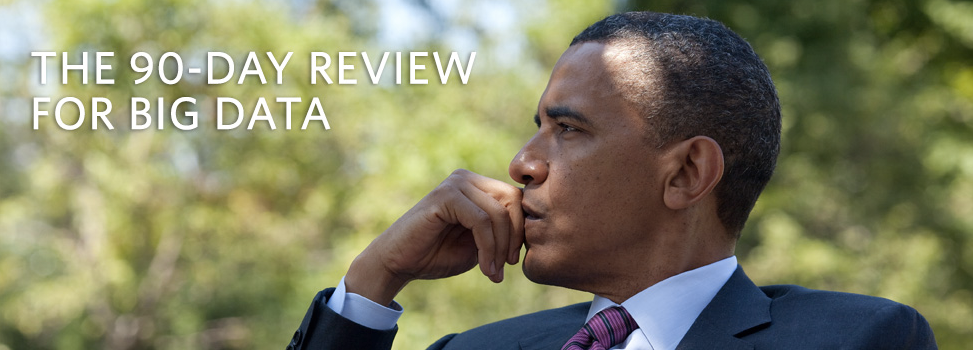 THE 90-DAY REVIEW
FOR BIG DATA